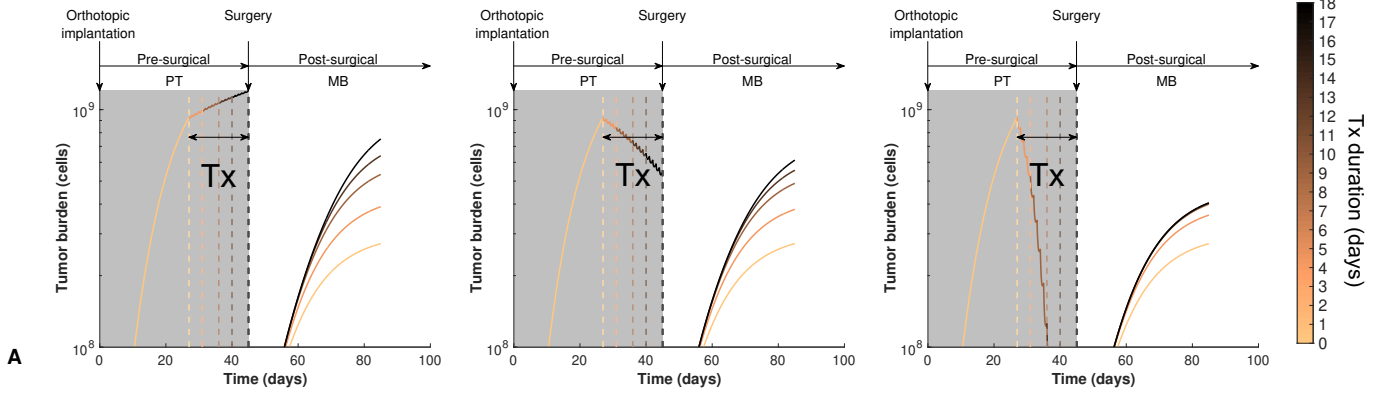 Orthotopic
implantation
Surgery
Pre-surgical
Post-surgical
PT
MB
10^9
10^8
Tx
Tumor burden (cells)
0
20
40
60
80
100
Time (days)
A
Orthotopic
implantation
Surgery
Pre-surgical
Post-surgical
PT
MB
10^9
10^8
Tx
Tumor burden (cells)
0
20
40
60
80
100
Time (days)
Orthotopic
implantation
Surgery
Pre-surgical
Post-surgical
PT
MB
10^9
10^8
Tx
Tumor burden (cells)
0
20
40
60
80
100
Time (days)
18
17
16
15
14
13
12
11
10
9
8
7
6
5
4
3
2
1
0
Tx duration (days)